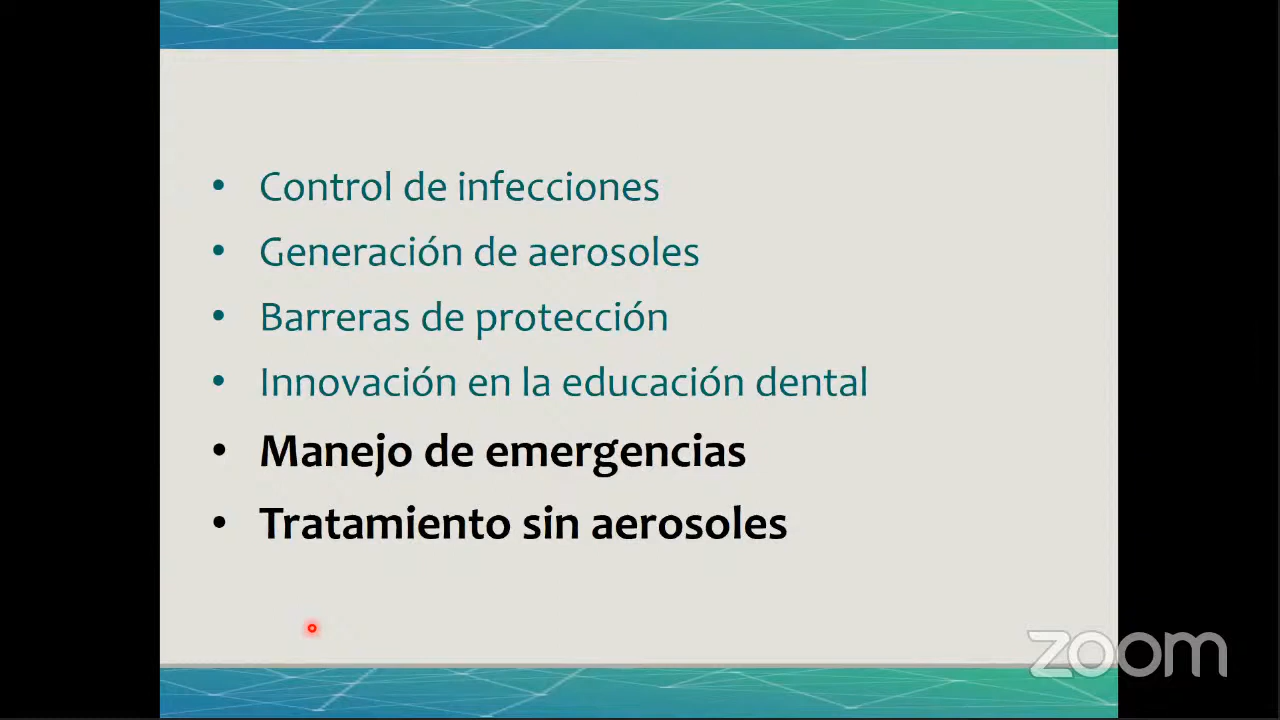 • Control de infecciones
• Generación de aerosoles
• Barreras de protección
• Innovación en la educación dental
• Manejo de emergencias
• Tratamiento sin aerosoles
zoom